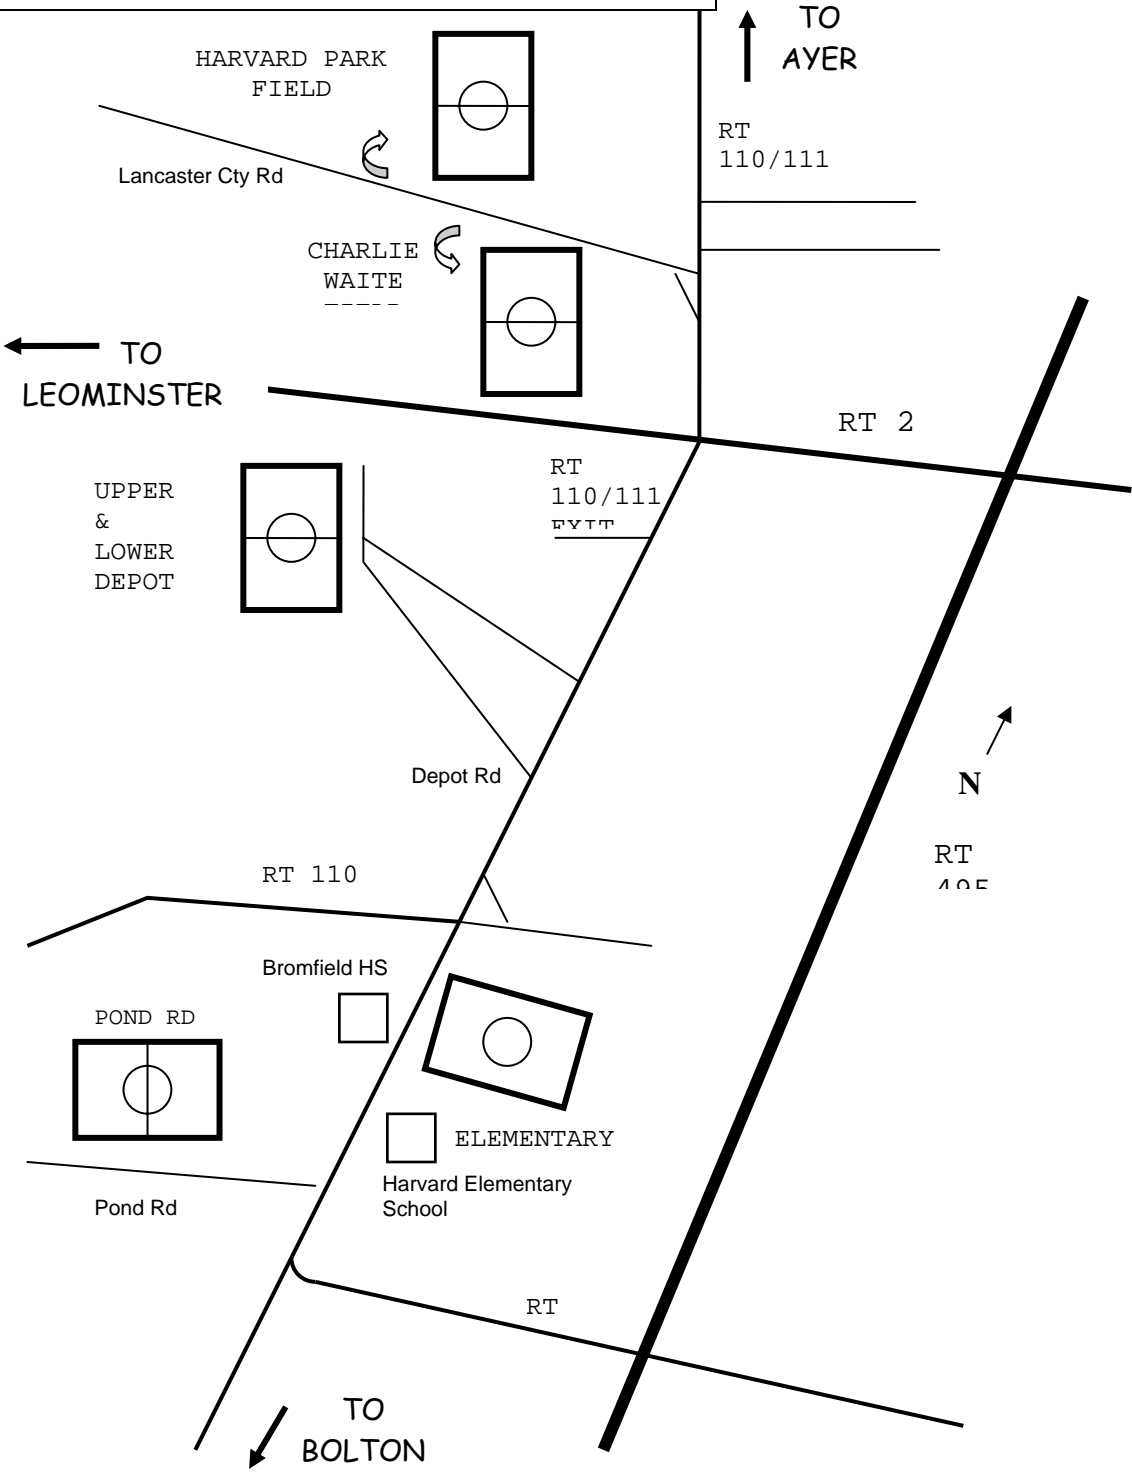 TO
AYER
HARVARD PARK
FIELD
RT
110/111
Lancaster Cty Rd
CHARLIE
WAITE
TO
LEOMINSTER
RT 2
RT
110/111
EXIT
UPPER
&
LOWER
DEPOT
Depot Rd
N
RT
495
RT 110
Bromfield HS
POND RD
ELEMENTARY
Harvard Elementary
School
Pond Rd
RT
TO
BOLTON